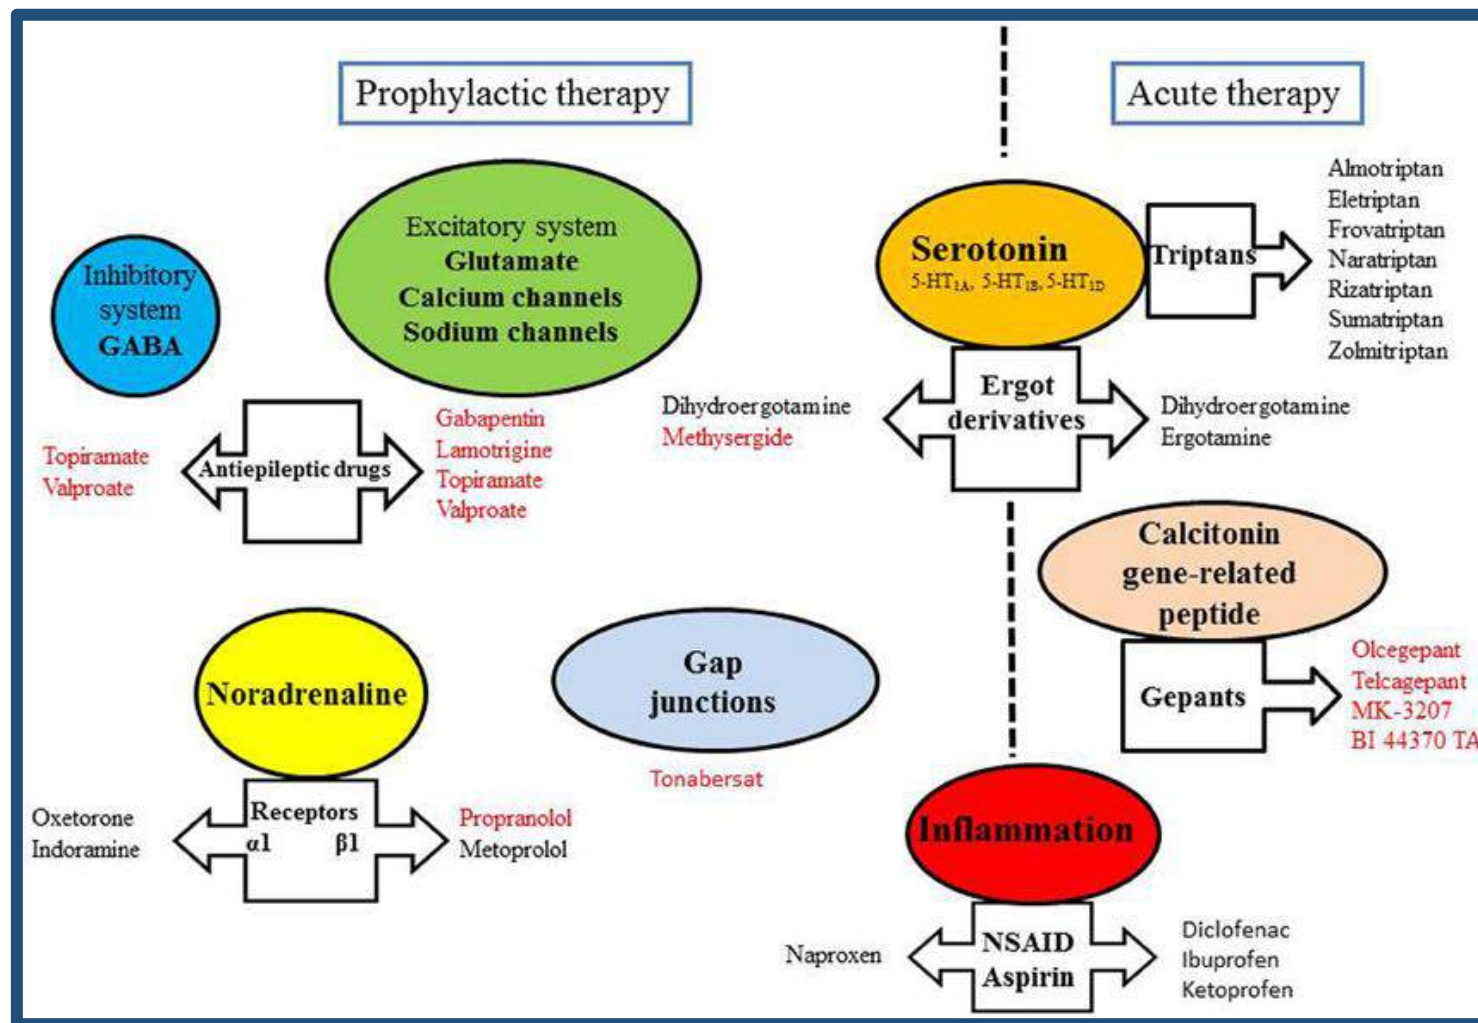 Prophylactic therapy
Acute therapy
Inhibitory
system
GABA
Excitatory system
Glutamate
Calcium channels
Sodium channels
Topiramate
Valproate
Antiepileptic drugs
Gabapentin
Lamotrigine
Topiramate
Valproate
Serotonin
5-HT1A, 5-HT1B, 5-HT1D
Triptans
Almotriptan
Eletriptan
Frovatriptan
Naratriptan
Rizatriptan
Sumatriptan
Zolmitriptan
Dihydroergotamine
Methysergide
Ergot
derivatives
Dihydroergotamine
Ergotamine
Calcitonin
gene-related
peptide
Gepants
Olcegepant
Telcagepant
MK-3207
BI 44370 TA
Noradrenaline
Oxetorone
Indoramine
Receptors
α1 β1
Propranolol
Metoprolol
Gap
junctions
Tonabersat
Inflammation
Naproxen
NSAID
Aspirin
Diclofenac
Ibuprofen
Ketoprofen